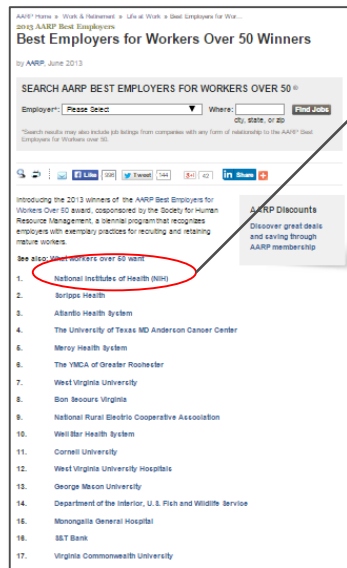 AARP Home » Work & Retirement » Life at Work » Best Employers for Wor...
2013 AARP Best Employers
Best Employers for Workers Over 50 Winners
by AARP, June 2013
SEARCH AARP BEST EMPLOYERS FOR WORKERS OVER 50 ®
Employer*: Please Select Where: Find Jobs
city, state, or zip
*Search results may also include job listings from companies with any form of relationship to the AARP Best
Employers for Workers over 50.
Like 998 Tweet 144 +1 42 in Share
Introducing the 2013 winners of the AARP Best Employers for
Workers Over 50 award, cosponsored by the Society for Human
Resource Management, a biennial program that recognizes
employers with exemplary practices for recruiting and retaining
mature workers.
AARP Discounts
Discover great deals
and saving through
AARP membership
See also: What workers over 50 want
1. National Institutes of Health (NIH)
2. Scripps Health
3. Atlantic Health System
4. The University of Texas MD Anderson Cancer Center
5. Mercy Health System
6. The YMCA of Greater Rochester
7. West Virginia University
8. Bon Secours Virginia
9. National Rural Electric Cooperative Association
10. WellStar Health System
11. Cornell University
12. West Virginia University Hospitals
13. George Mason University
14. Department of the Interior, U.S. Fish and Wildlife Service
15. Monongalia General Hospital
16. S&T Bank
17. Virginia Commonwealth University